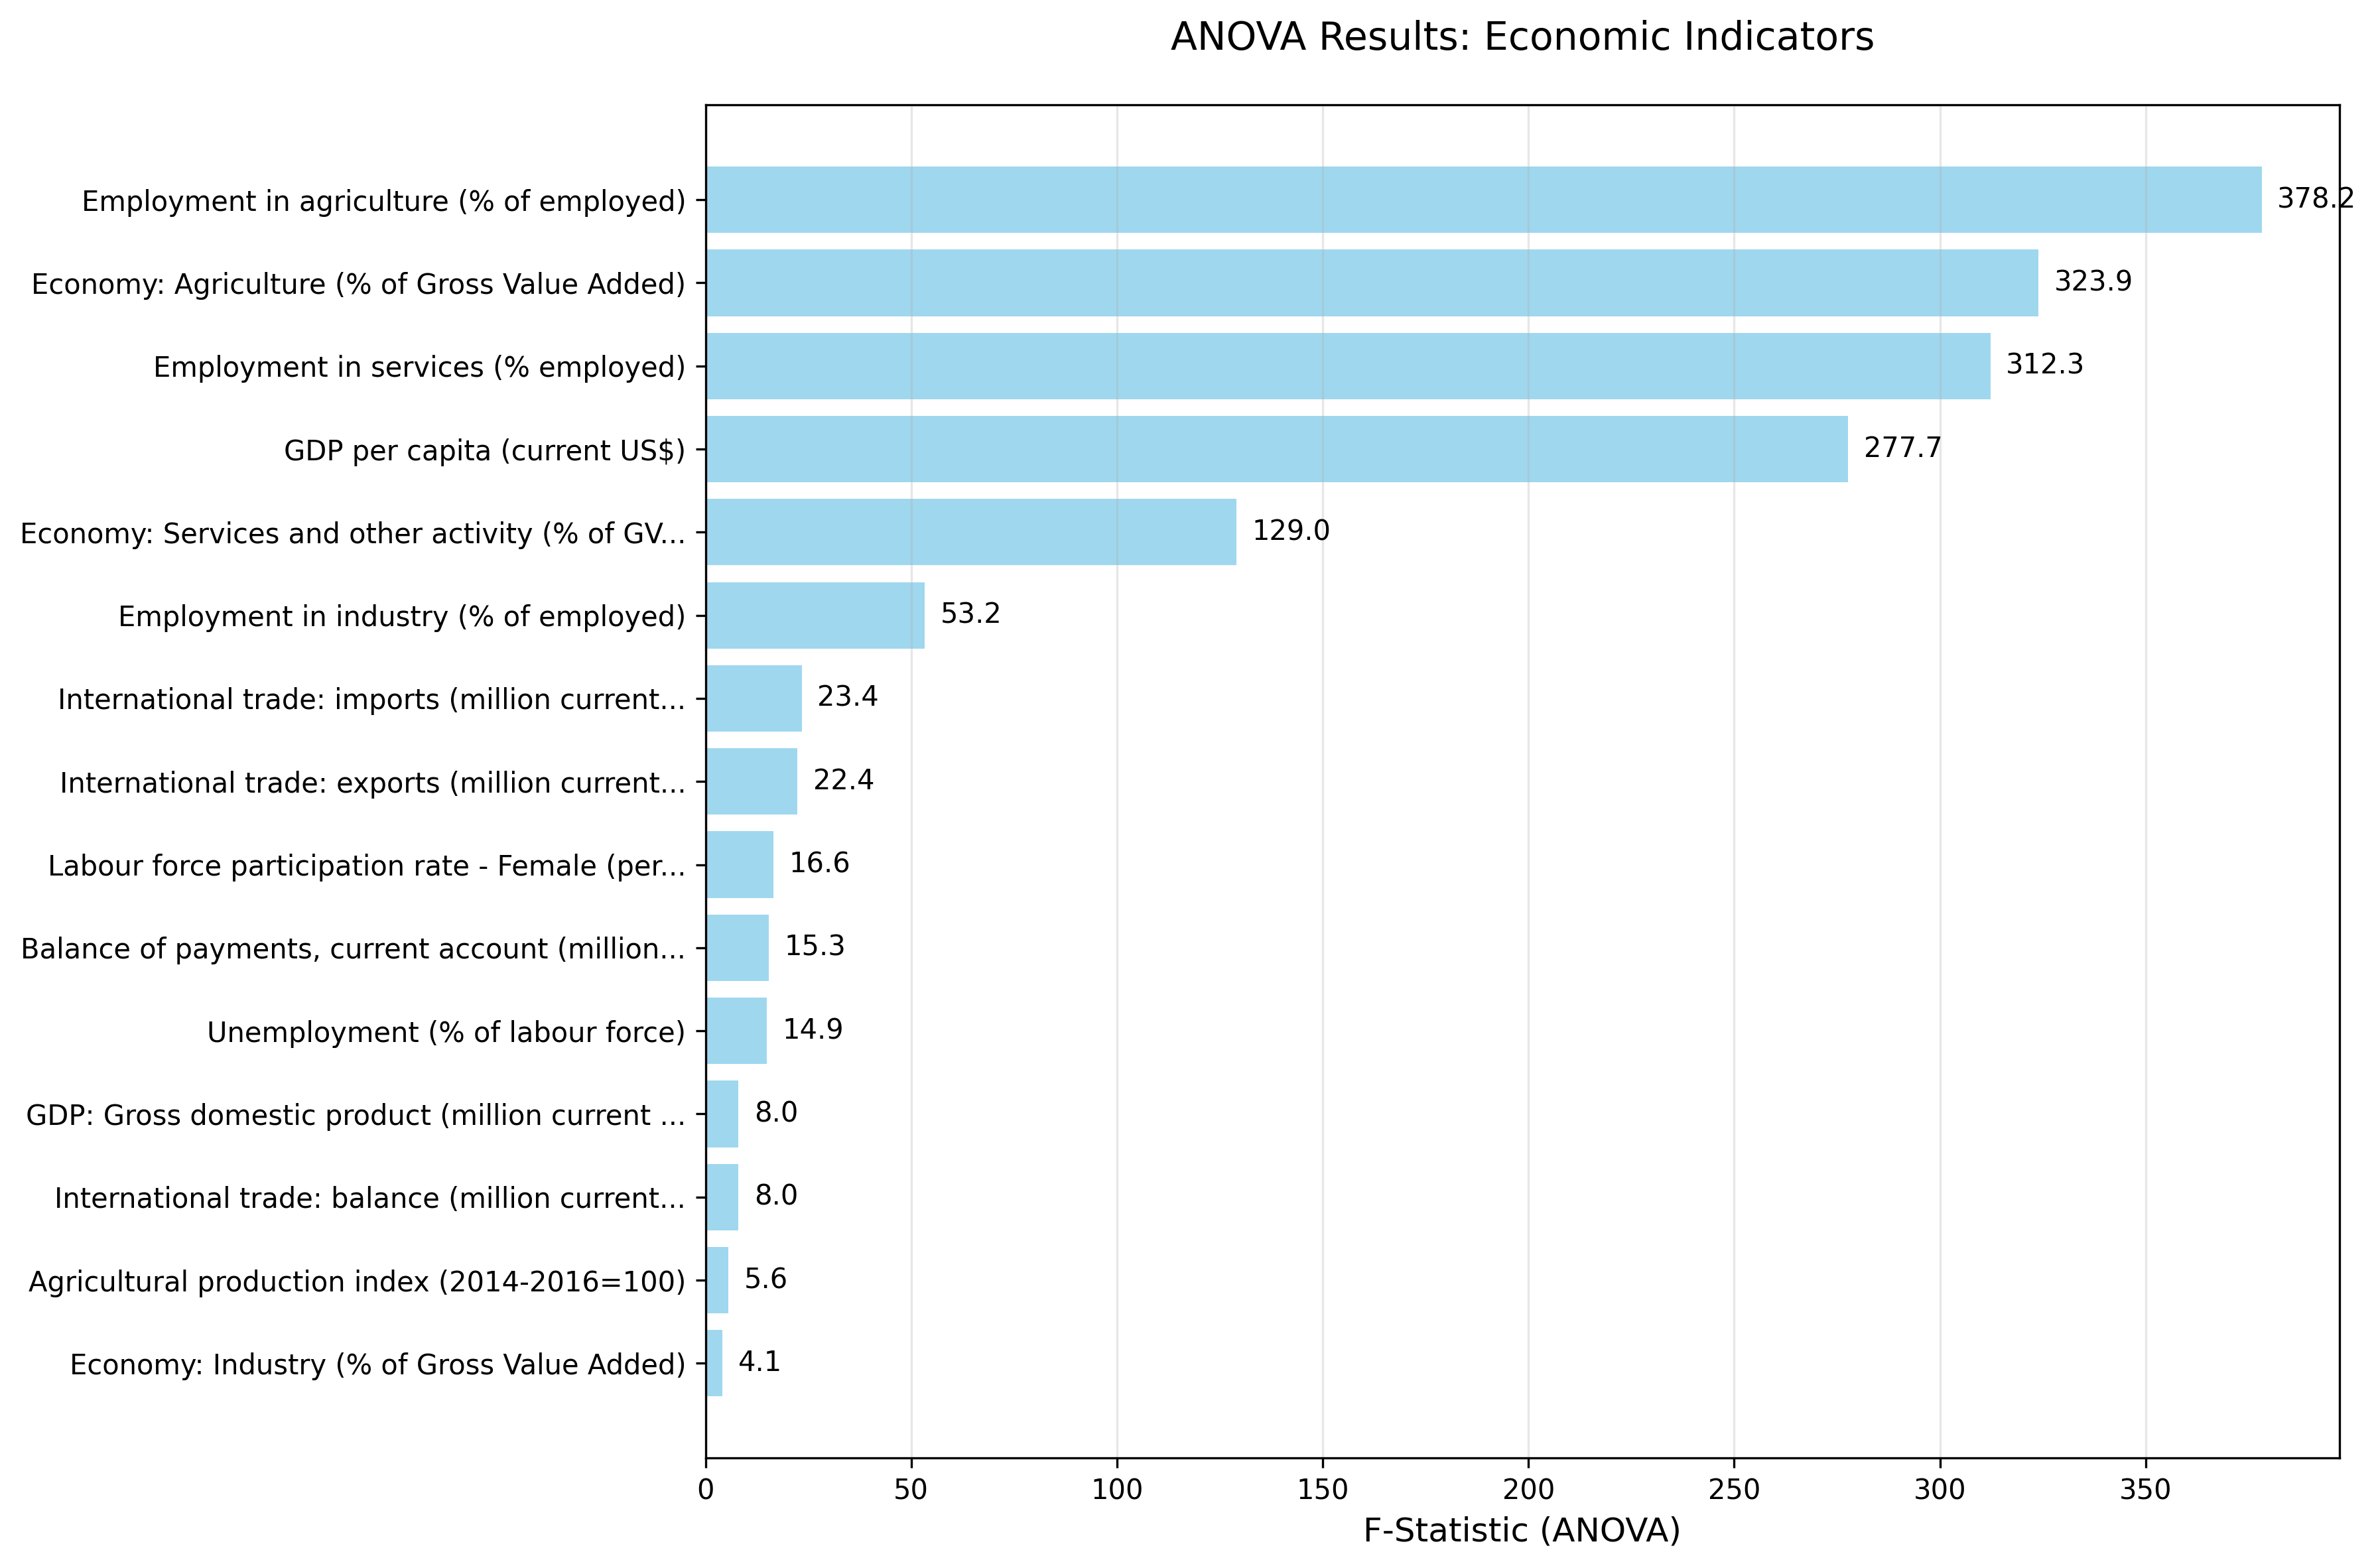 ANOVA Results: Economic Indicators
Employment in agriculture (% of employed) 378.2
Economy: Agriculture (% of Gross Value Added) 323.9
Employment in services (% employed) 312.3
GDP per capita (current US$) 277.7
Economy: Services and other activity (% of GV... 129.0
Employment in industry (% of employed) 53.2
International trade: imports (million current... 23.4
International trade: exports (million current... 22.4
Labour force participation rate - Female (per... 16.6
Balance of payments, current account (million... 15.3
Unemployment (% of labour force) 14.9
GDP: Gross domestic product (million current ... 8.0
International trade: balance (million current... 8.0
Agricultural production index (2014-2016=100) 5.6
Economy: Industry (% of Gross Value Added) 4.1
0 50 100 150 200 250 300 350
F-Statistic (ANOVA)